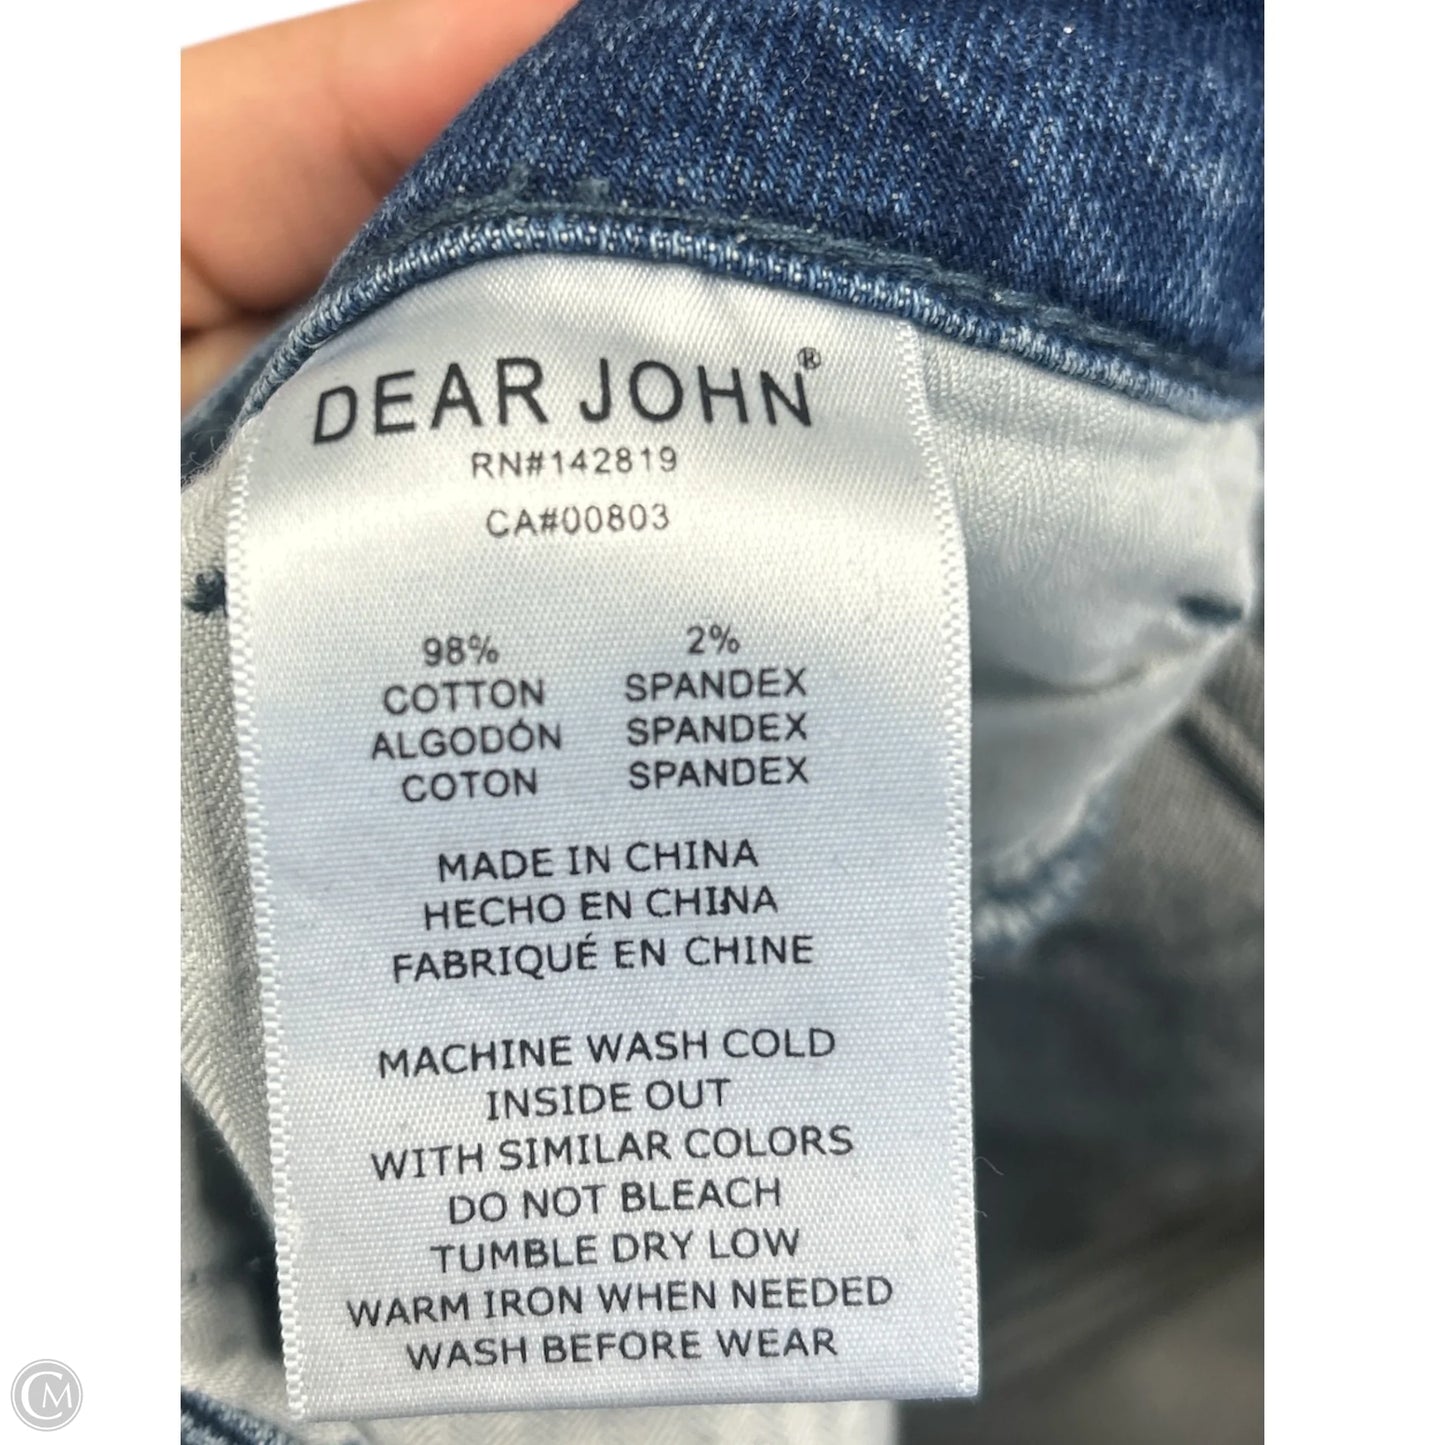 DEAR JOHN®
RN#142819
CA#00803
98% 2%
COTTON SPANDEX
ALGODÓN SPANDEX
COTON SPANDEX
MADE IN CHINA
HECHO EN CHINA
FABRIQUÉ EN CHINE
MACHINE WASH COLD
INSIDE OUT
WITH SIMILAR COLORS
DO NOT BLEACH
TUMBLE DRY LOW
WARM IRON WHEN NEEDED
WASH BEFORE WEAR
CM